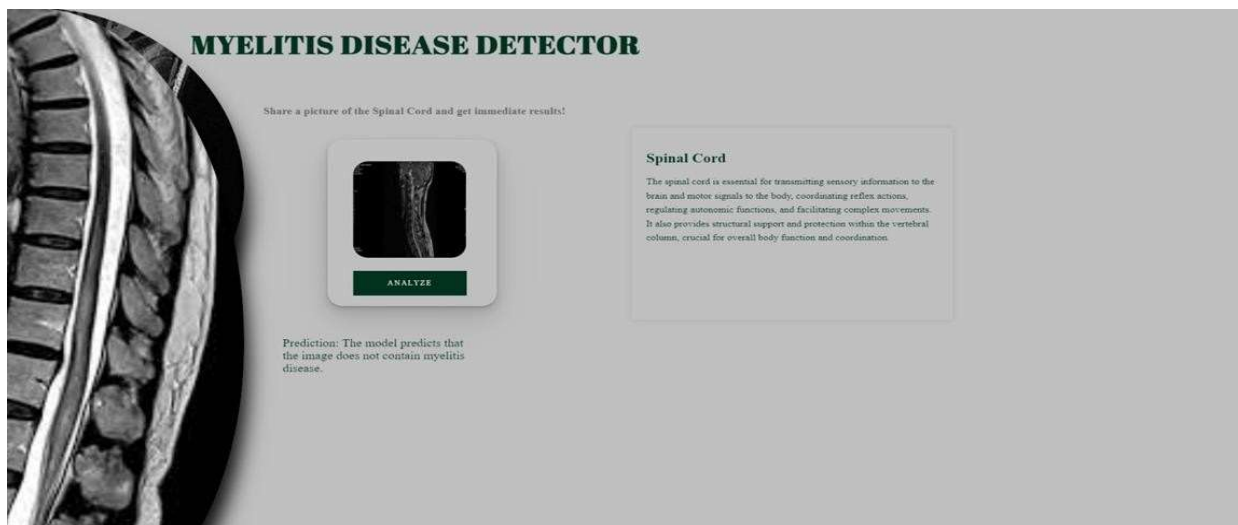 MYELITIS DISEASE DETECTOR
Share a picture of the Spinal Cord and get immediate results!
ANALYZE
Prediction: The model predicts that
the image does not contain myelitis
disease.
Spinal Cord
The spinal cord is essential for transmitting sensory information to the
brain and motor signals to the body, coordinating reflex actions,
regulating autonomic functions, and facilitating complex movements.
It also provides structural support and protection within the vertebral
column, crucial for overall body function and coordination.